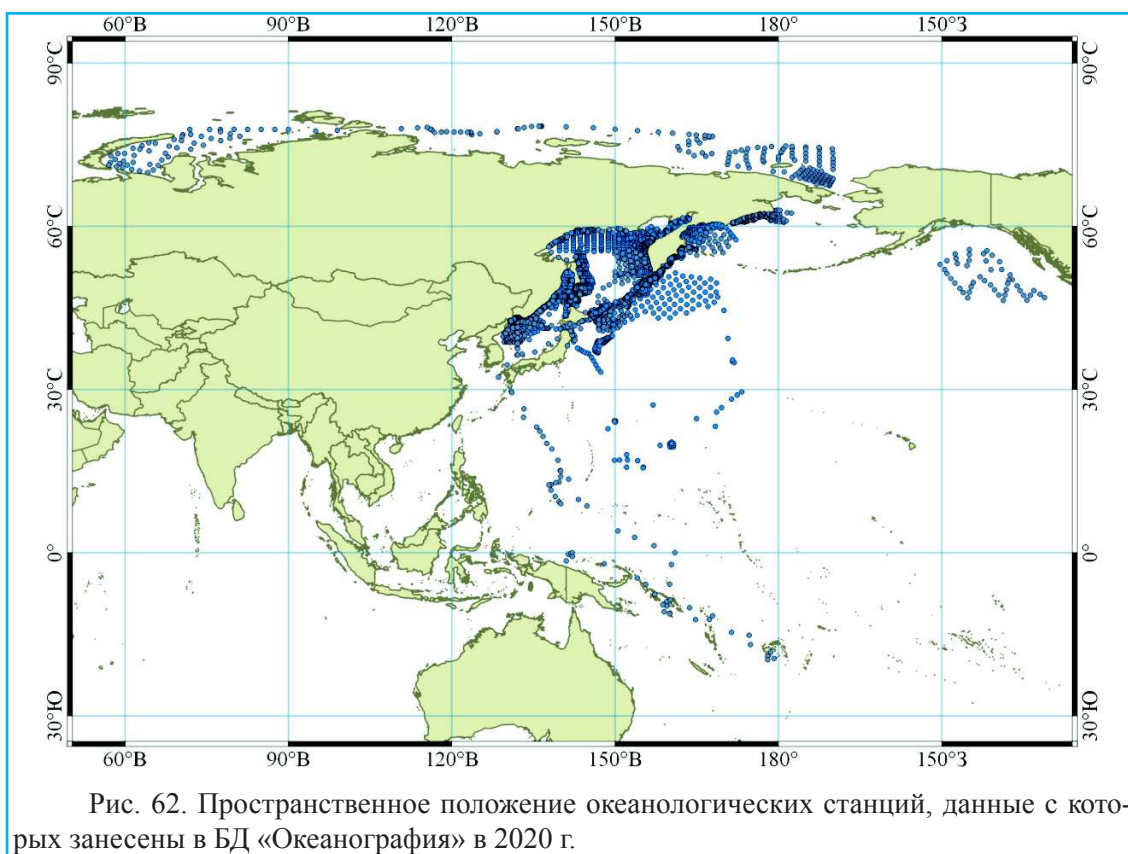 60°В 90°В 120°В 150°В 180° 150°З
90°С 90°С
60°С 60°С
30°С 30°С
0° 0°
30°Ю 30°Ю
60°В 90°В 120°В 150°В 180° 150°З
Рис. 62. Пространственное положение океанологических станций, данные с кото-
рых занесены в БД «Океанография» в 2020 г.